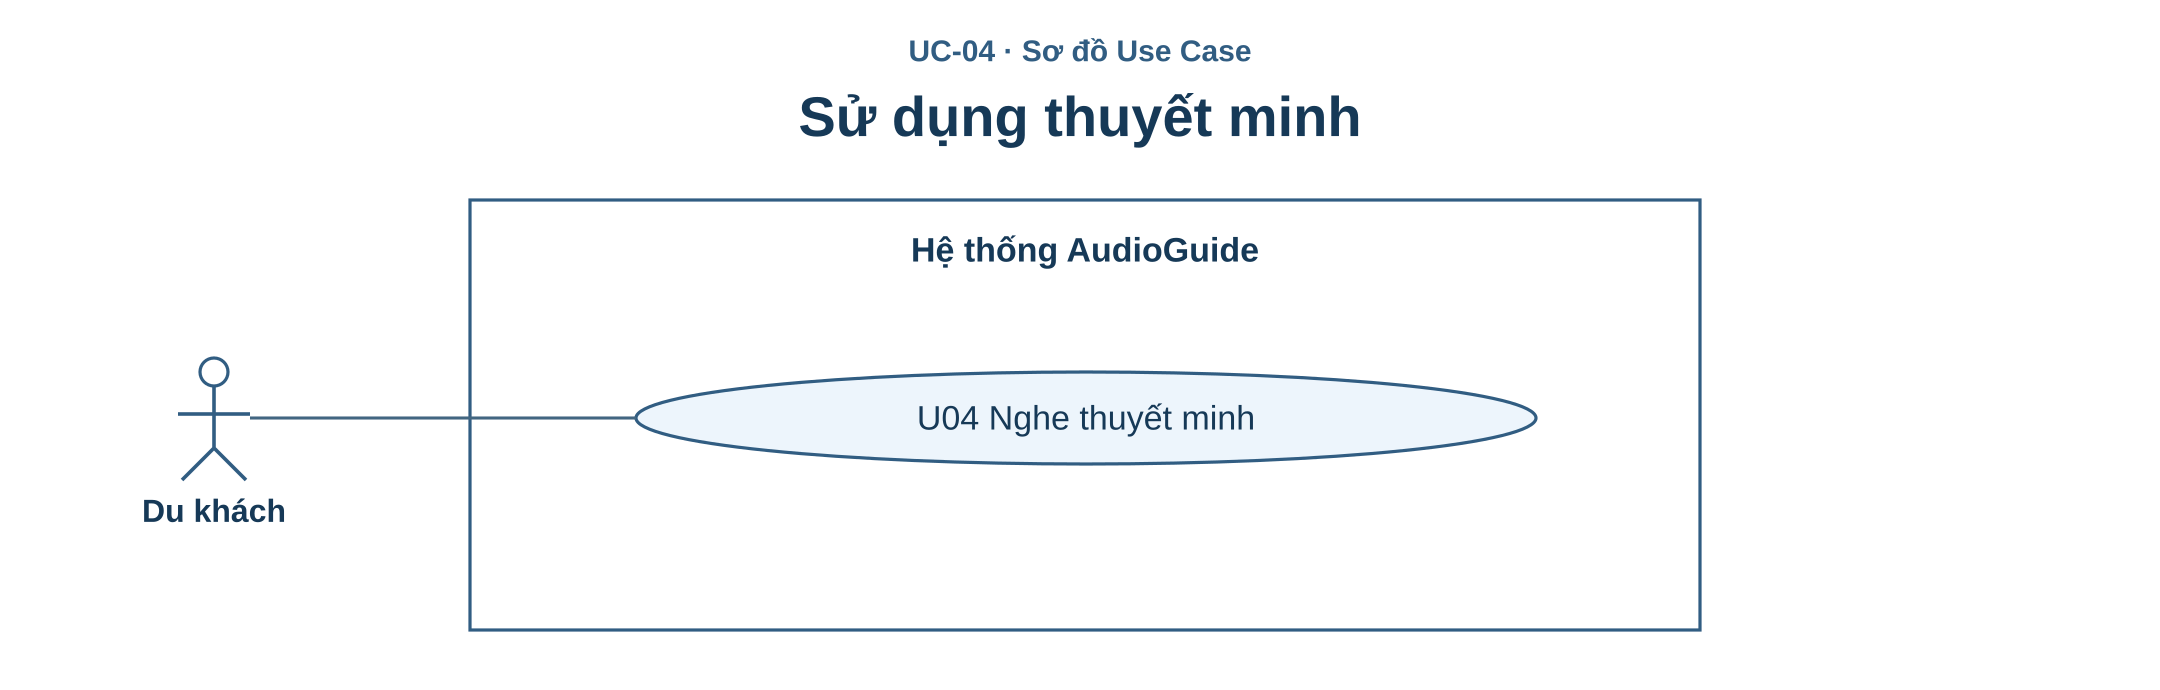 UC-04 · Sơ đồ Use Case
Sử dụng thuyết minh
Hệ thống AudioGuide
U04 Nghe thuyết minh
Du khách